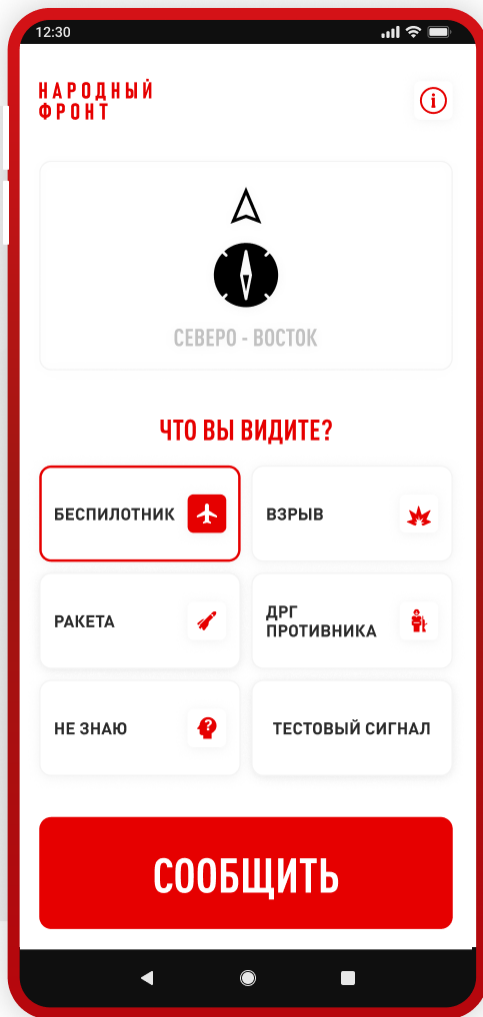 12:30
НАРОДНЫЙ
ФРОНТ
СЕВЕРО - ВОСТОК
ЧТО ВЫ ВИДИТЕ?
БЕСПИЛОТНИК
ВЗРЫВ
РАКЕТА
ДРГ
ПРОТИВНИКА
НЕ ЗНАЮ
ТЕСТОВЫЙ СИГНАЛ
СООБЩИТЬ